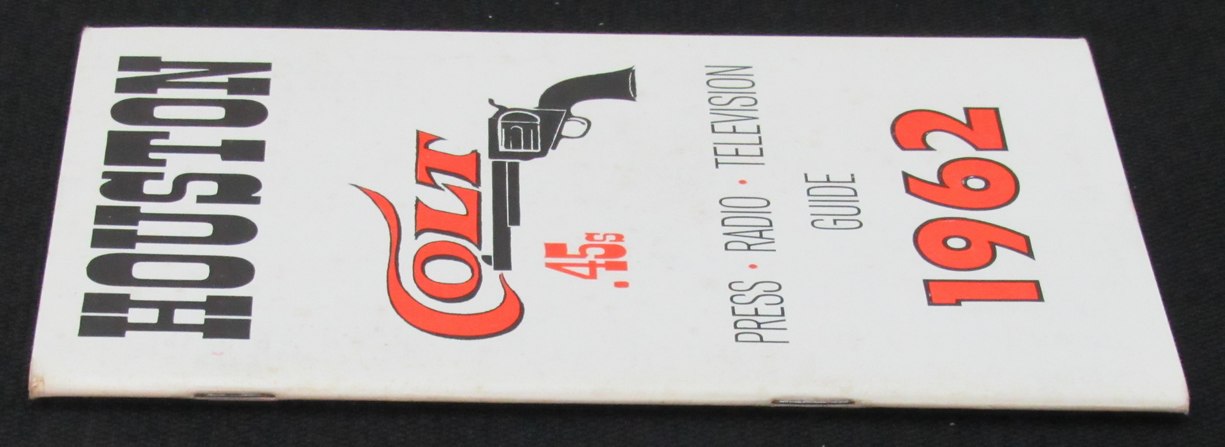 HOUSTON
COLT
.45s
PRESS • RADIO • TELEVISION
GUIDE
1962